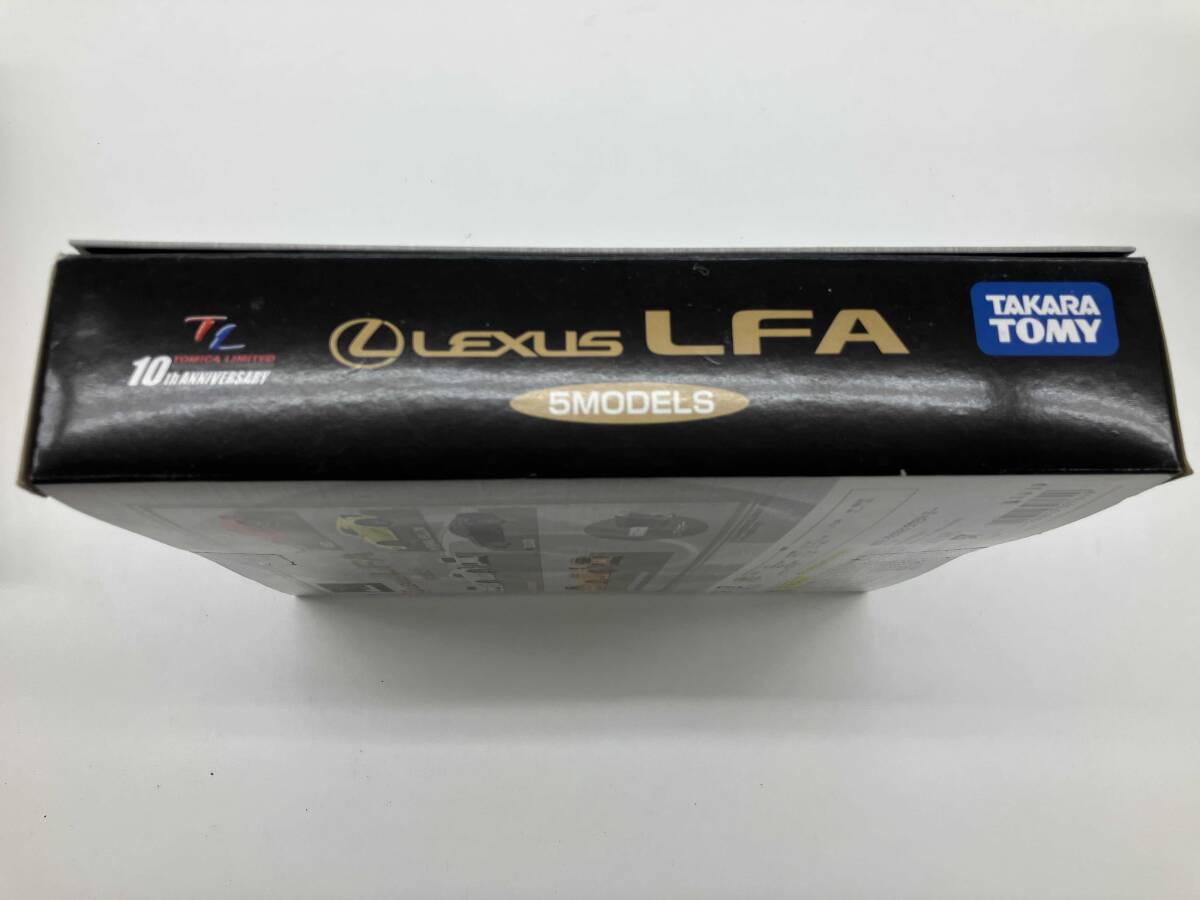 TL
TOMICA LIMITED
10th ANNIVERSARY
LEXUS LFA
5MODELS
TAKARA
TOMY